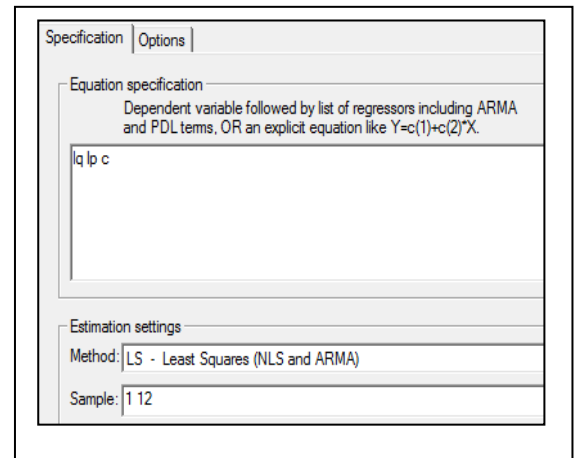 Specification Options
Equation specification
Dependent variable followed by list of regressors including ARMA
and PDL terms, OR an explicit equation like Y=c(1)+c(2)*X.
lq lp c
Estimation settings
Method: LS - Least Squares (NLS and ARMA)
Sample: 1 12